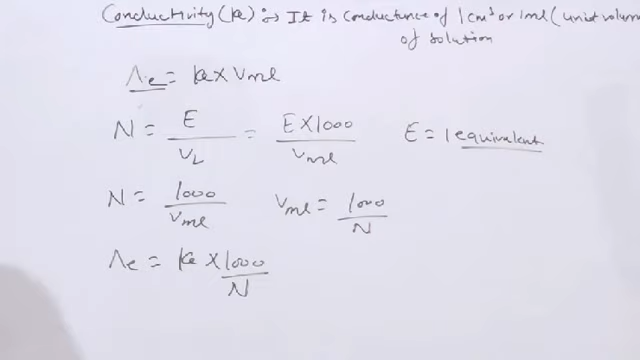 Conductivity (k) :→ It is conductance of 1 cm³ or 1 ml (unit volum
of solution
Λe = k × Vml
N = E / VL = E × 1000 / Vml E = 1 equivalent
N = 1000 / Vml Vml = 1000 / N
Λe = k × 1000 / N